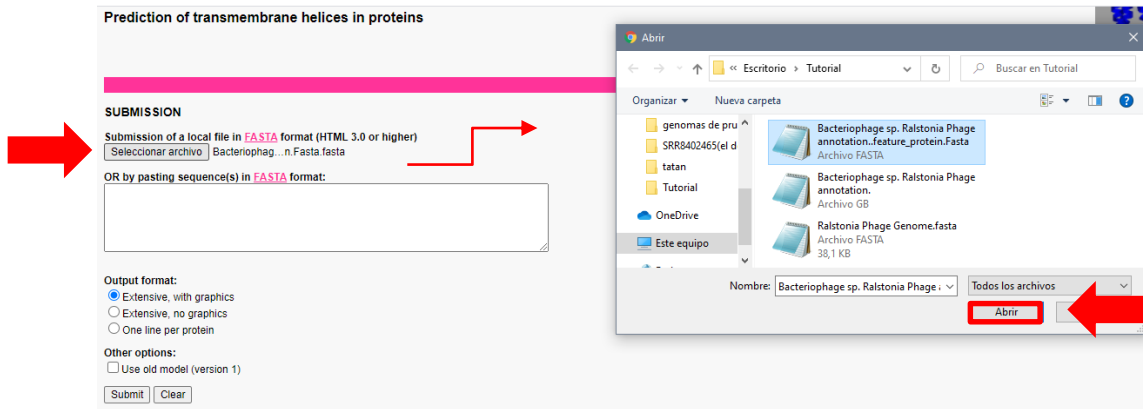 Prediction of transmembrane helices in proteins
SUBMISSION
Submission of a local file in FASTA format (HTML 3.0 or higher)
Seleccionar archivo Bacteriophag...n.Fasta.fasta
OR by pasting sequence(s) in FASTA format:
Output format:
Extensive, with graphics
Extensive, no graphics
One line per protein
Other options:
Use old model (version 1)
Submit Clear
Abrir
« Escritorio > Tutorial
Buscar en Tutorial
Organizar
Nueva carpeta
genomas de pru
SRR8402465(el d
tatan
Tutorial
OneDrive
Este equipo
Bacteriophage sp. Ralstonia Phage
annotation..feature_protein.Fasta
Archivo FASTA
Bacteriophage sp. Ralstonia Phage
annotation.
Archivo GB
Ralstonia Phage Genome.fasta
Archivo FASTA
38,1 KB
Nombre: Bacteriophage sp. Ralstonia Phage
Todos los archivos
Abrir